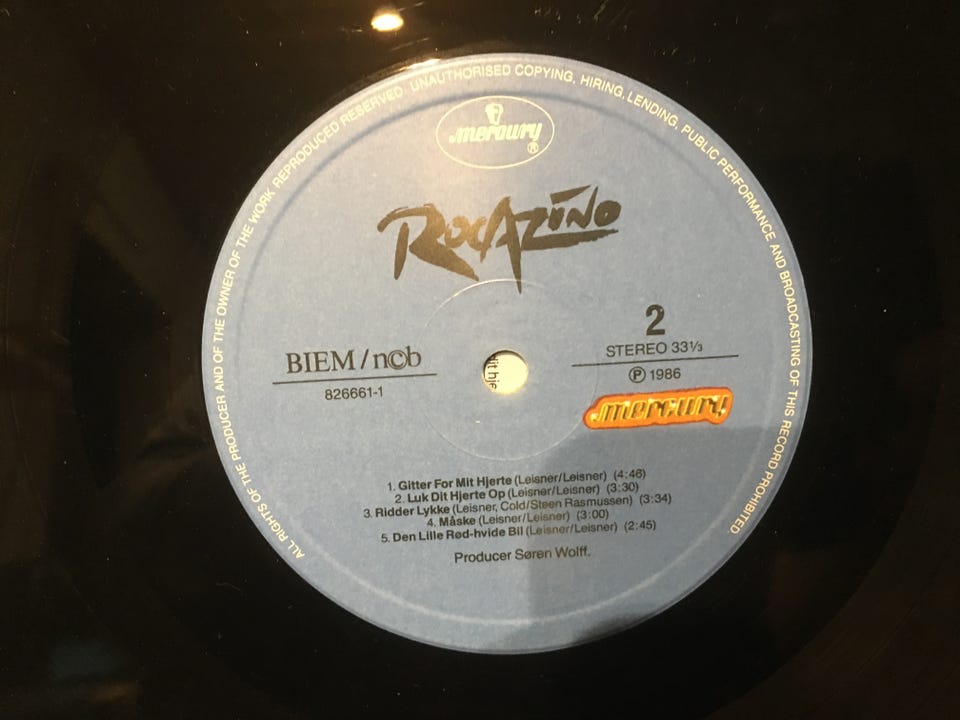 ALL RIGHTS OF THE PRODUCER AND OF THE OWNER OF THE WORK REPRODUCED RESERVED. UNAUTHORISED COPYING, HIRING, LENDING, PUBLIC PERFORMANCE AND BROADCASTING OF THIS RECORD PROHIBITED
mercury
®
ROCAZINO
BIEM/n©b
826661-1
2
STEREO 33⅓
℗ 1986
mercury
dit hje
1. Gitter For Mit Hjerte (Leisner/Leisner) (4:46)
2. Luk Dit Hjerte Op (Leisner/Leisner) (3:30)
3. Ridder Lykke (Leisner, Cold/Steen Rasmussen) (3:34)
4. Måske (Leisner/Leisner) (3:00)
5. Den Lille Rød-hvide Bil (Leisner/Leisner) (2:45)
Producer Søren Wolff.